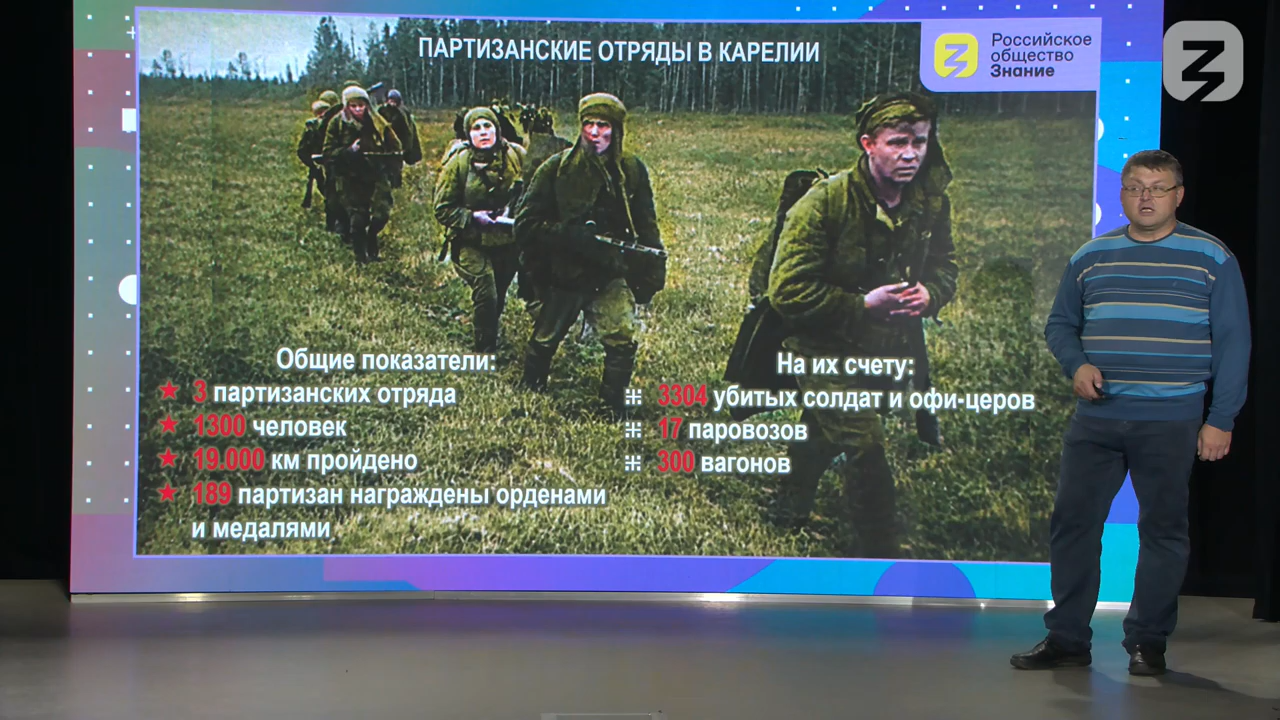 ПАРТИЗАНСКИЕ ОТРЯДЫ В КАРЕЛИИ
Российское
общество
Знание
Общие показатели:
3 партизанских отряда
1300 человек
19.000 км пройдено
189 партизан награждены орденами
и медалями
На их счету:
3304 убитых солдат и офи-церов
17 паровозов
300 вагонов